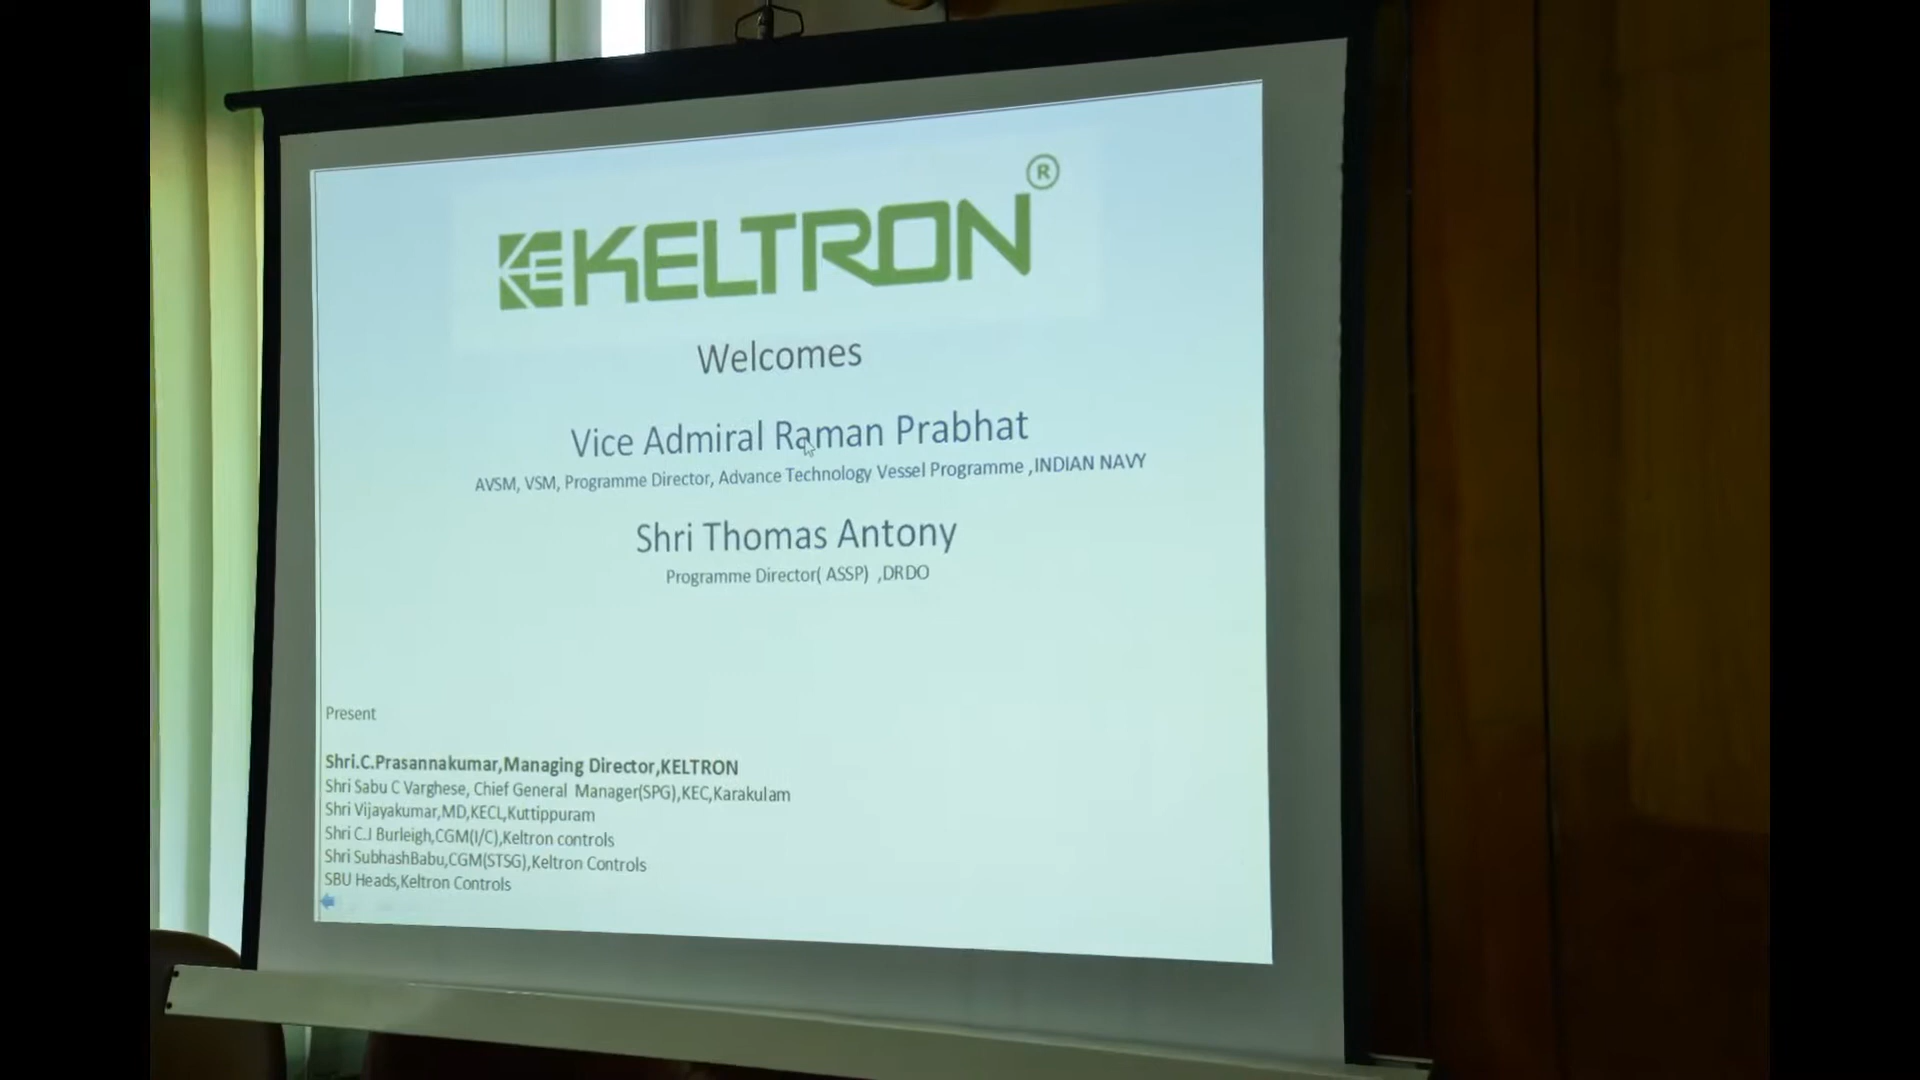 KELTRON®
Welcomes
Vice Admiral Raman Prabhat
AVSM, VSM, Programme Director, Advance Technology Vessel Programme ,INDIAN NAVY
Shri Thomas Antony
Programme Director( ASSP) ,DRDO
Present
Shri.C.Prasannakumar,Managing Director,KELTRON
Shri Sabu C Varghese, Chief General Manager(SPG),KEC,Karakulam
Shri Vijayakumar,MD,KECL,Kuttippuram
Shri C.J Burleigh,CGM(I/C),Keltron controls
Shri SubhashBabu,CGM(STSG),Keltron Controls
SBU Heads,Keltron Controls